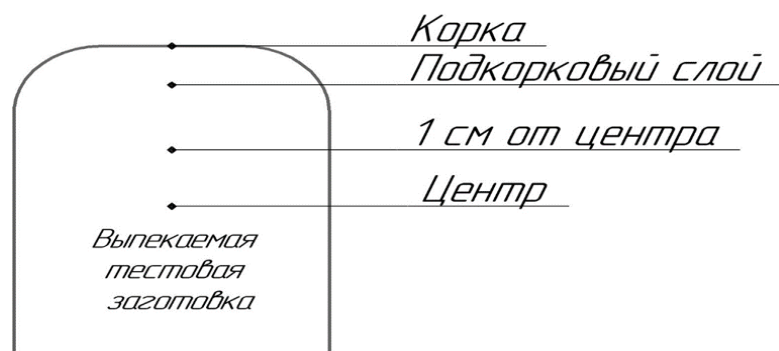 Корка
Подкорковый слой
1 см от центра
Центр
Выпекаемая
тестовая
заготовка